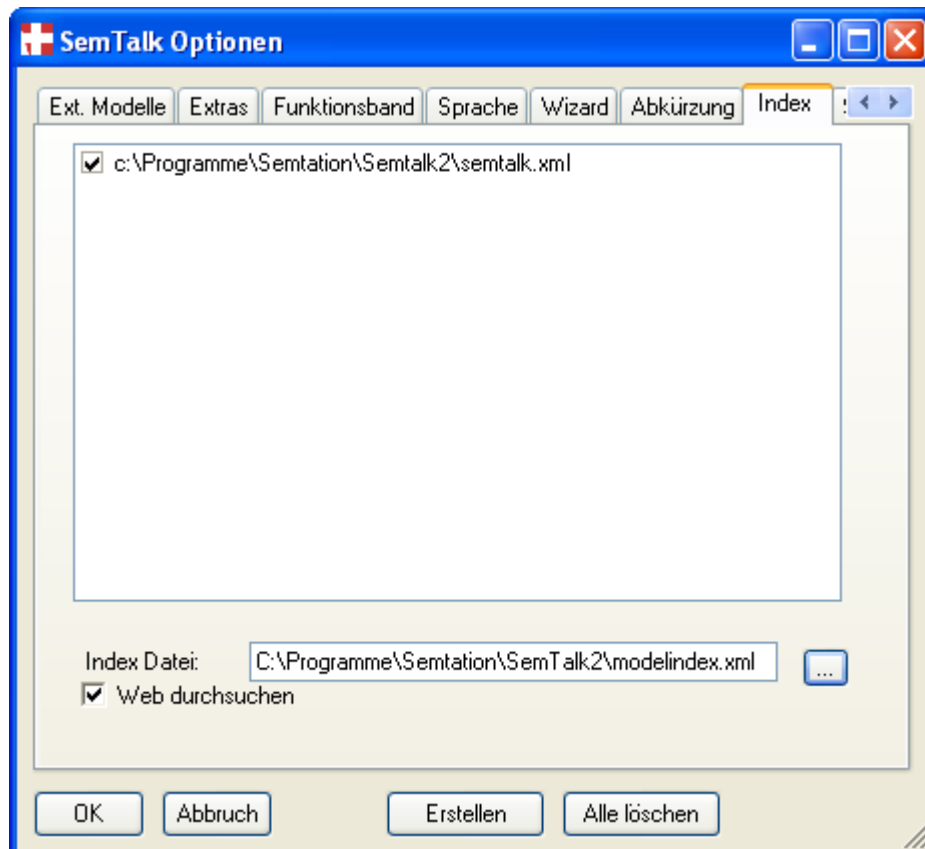 SemTalk Optionen
Ext. Modelle Extras Funktionsband Sprache Wizard Abkürzung Index
c:\Programme\Semtation\Semtalk2\semtalk.xml
Index Datei: C:\Programme\Semtation\SemTalk2\modelindex.xml ...
Web durchsuchen
OK Abbruch Erstellen Alle löschen